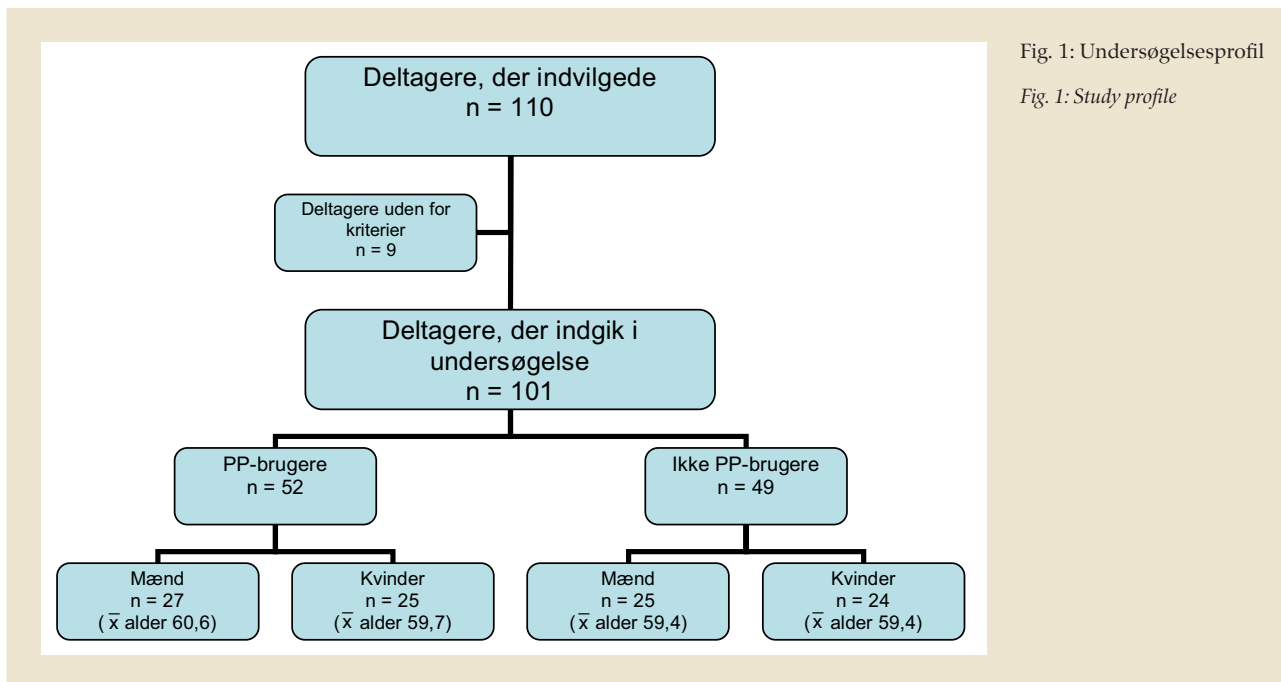 Fig. 1: Undersøgelsesprofil
Fig. 1: Study profile
Deltagere, der indvilgede
n = 110
Deltagere uden for
kriterier
n = 9
Deltagere, der indgik i
undersøgelse
n = 101
PP-brugere
n = 52
Ikke PP-brugere
n = 49
Mænd
n = 27
( x̅ alder 60,6)
Kvinder
n = 25
( x̅ alder 59,7)
Mænd
n = 25
( x̅ alder 59,4)
Kvinder
n = 24
( x̅ alder 59,4)